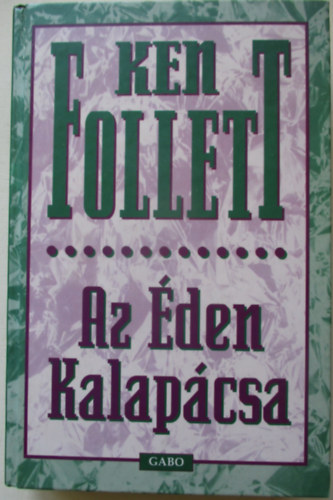 KEN
FOLLETT
Az Éden
Kalapácsa
GABO